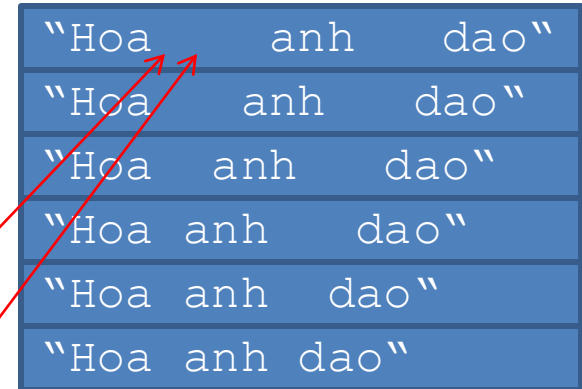 “Hoa    anh   dao“
“Hoa   anh   dao“
“Hoa  anh   dao“
“Hoa anh   dao“
“Hoa anh  dao“
“Hoa anh dao“